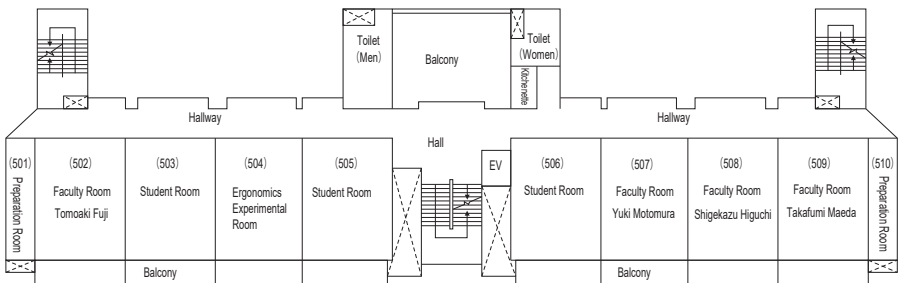 Toilet
(Men)
Balcony
Toilet
(Women)
Kitchenette
Hallway
Hallway
Hall
EV
(501)
Preparation Room
(502)
Faculty Room
Tomoaki Fuji
(503)
Student Room
(504)
Ergonomics
Experimental
Room
(505)
Student Room
(506)
Student Room
(507)
Faculty Room
Yuki Motomura
(508)
Faculty Room
Shigekazu Higuchi
(509)
Faculty Room
Takafumi Maeda
(510)
Preparation Room
Balcony
Balcony